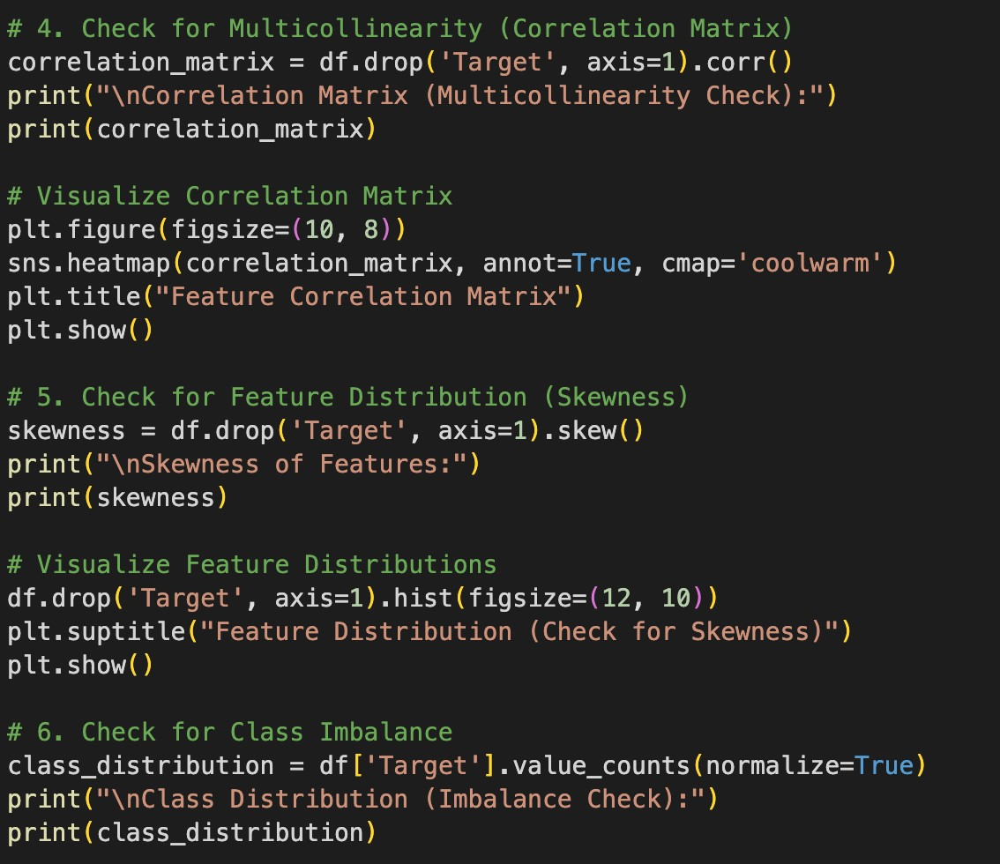 # 4. Check for Multicollinearity (Correlation Matrix)
correlation_matrix = df.drop('Target', axis=1).corr()
print("\nCorrelation Matrix (Multicollinearity Check):")
print(correlation_matrix)
# Visualize Correlation Matrix
plt.figure(figsize=(10, 8))
sns.heatmap(correlation_matrix, annot=True, cmap='coolwarm')
plt.title("Feature Correlation Matrix")
plt.show()
# 5. Check for Feature Distribution (Skewness)
skewness = df.drop('Target', axis=1).skew()
print("\nSkewness of Features:")
print(skewness)
# Visualize Feature Distributions
df.drop('Target', axis=1).hist(figsize=(12, 10))
plt.suptitle("Feature Distribution (Check for Skewness)")
plt.show()
# 6. Check for Class Imbalance
class_distribution = df['Target'].value_counts(normalize=True)
print("\nClass Distribution (Imbalance Check):")
print(class_distribution)